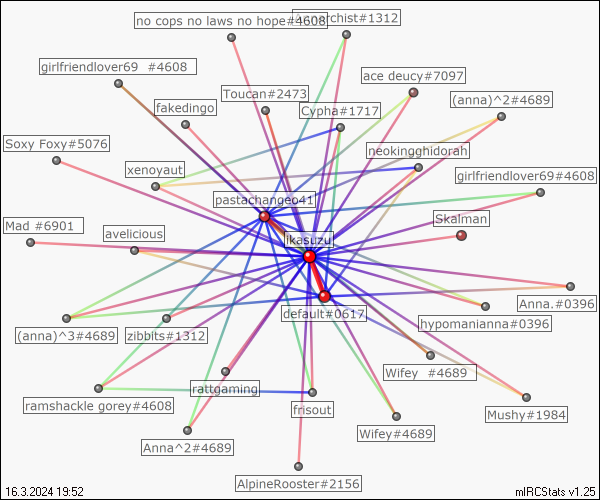 no cops no laws no hope#4608
anarchist#1312
girlfriendlover69 #4608
ace deucy#7097
Toucan#2473
(anna)^2#4689
fakedingo
Cypha#1717
Soxy Foxy#5076
neokingghidorah
xenoyaut
girlfriendlover69#4608
pastachangeo41
Mad #6901
Skalman
avelicious
ikasuzu
Anna.#0396
default#0617
hypomanianna#0396
(anna)^3#4689
zibbits#1312
Wifey #4689
rattgaming
ramshackle gorey#4608
frisout
Mushy#1984
Wifey#4689
Anna^2#4689
AlpineRooster#2156
16.3.2024 19:52
mIRCStats v1.25